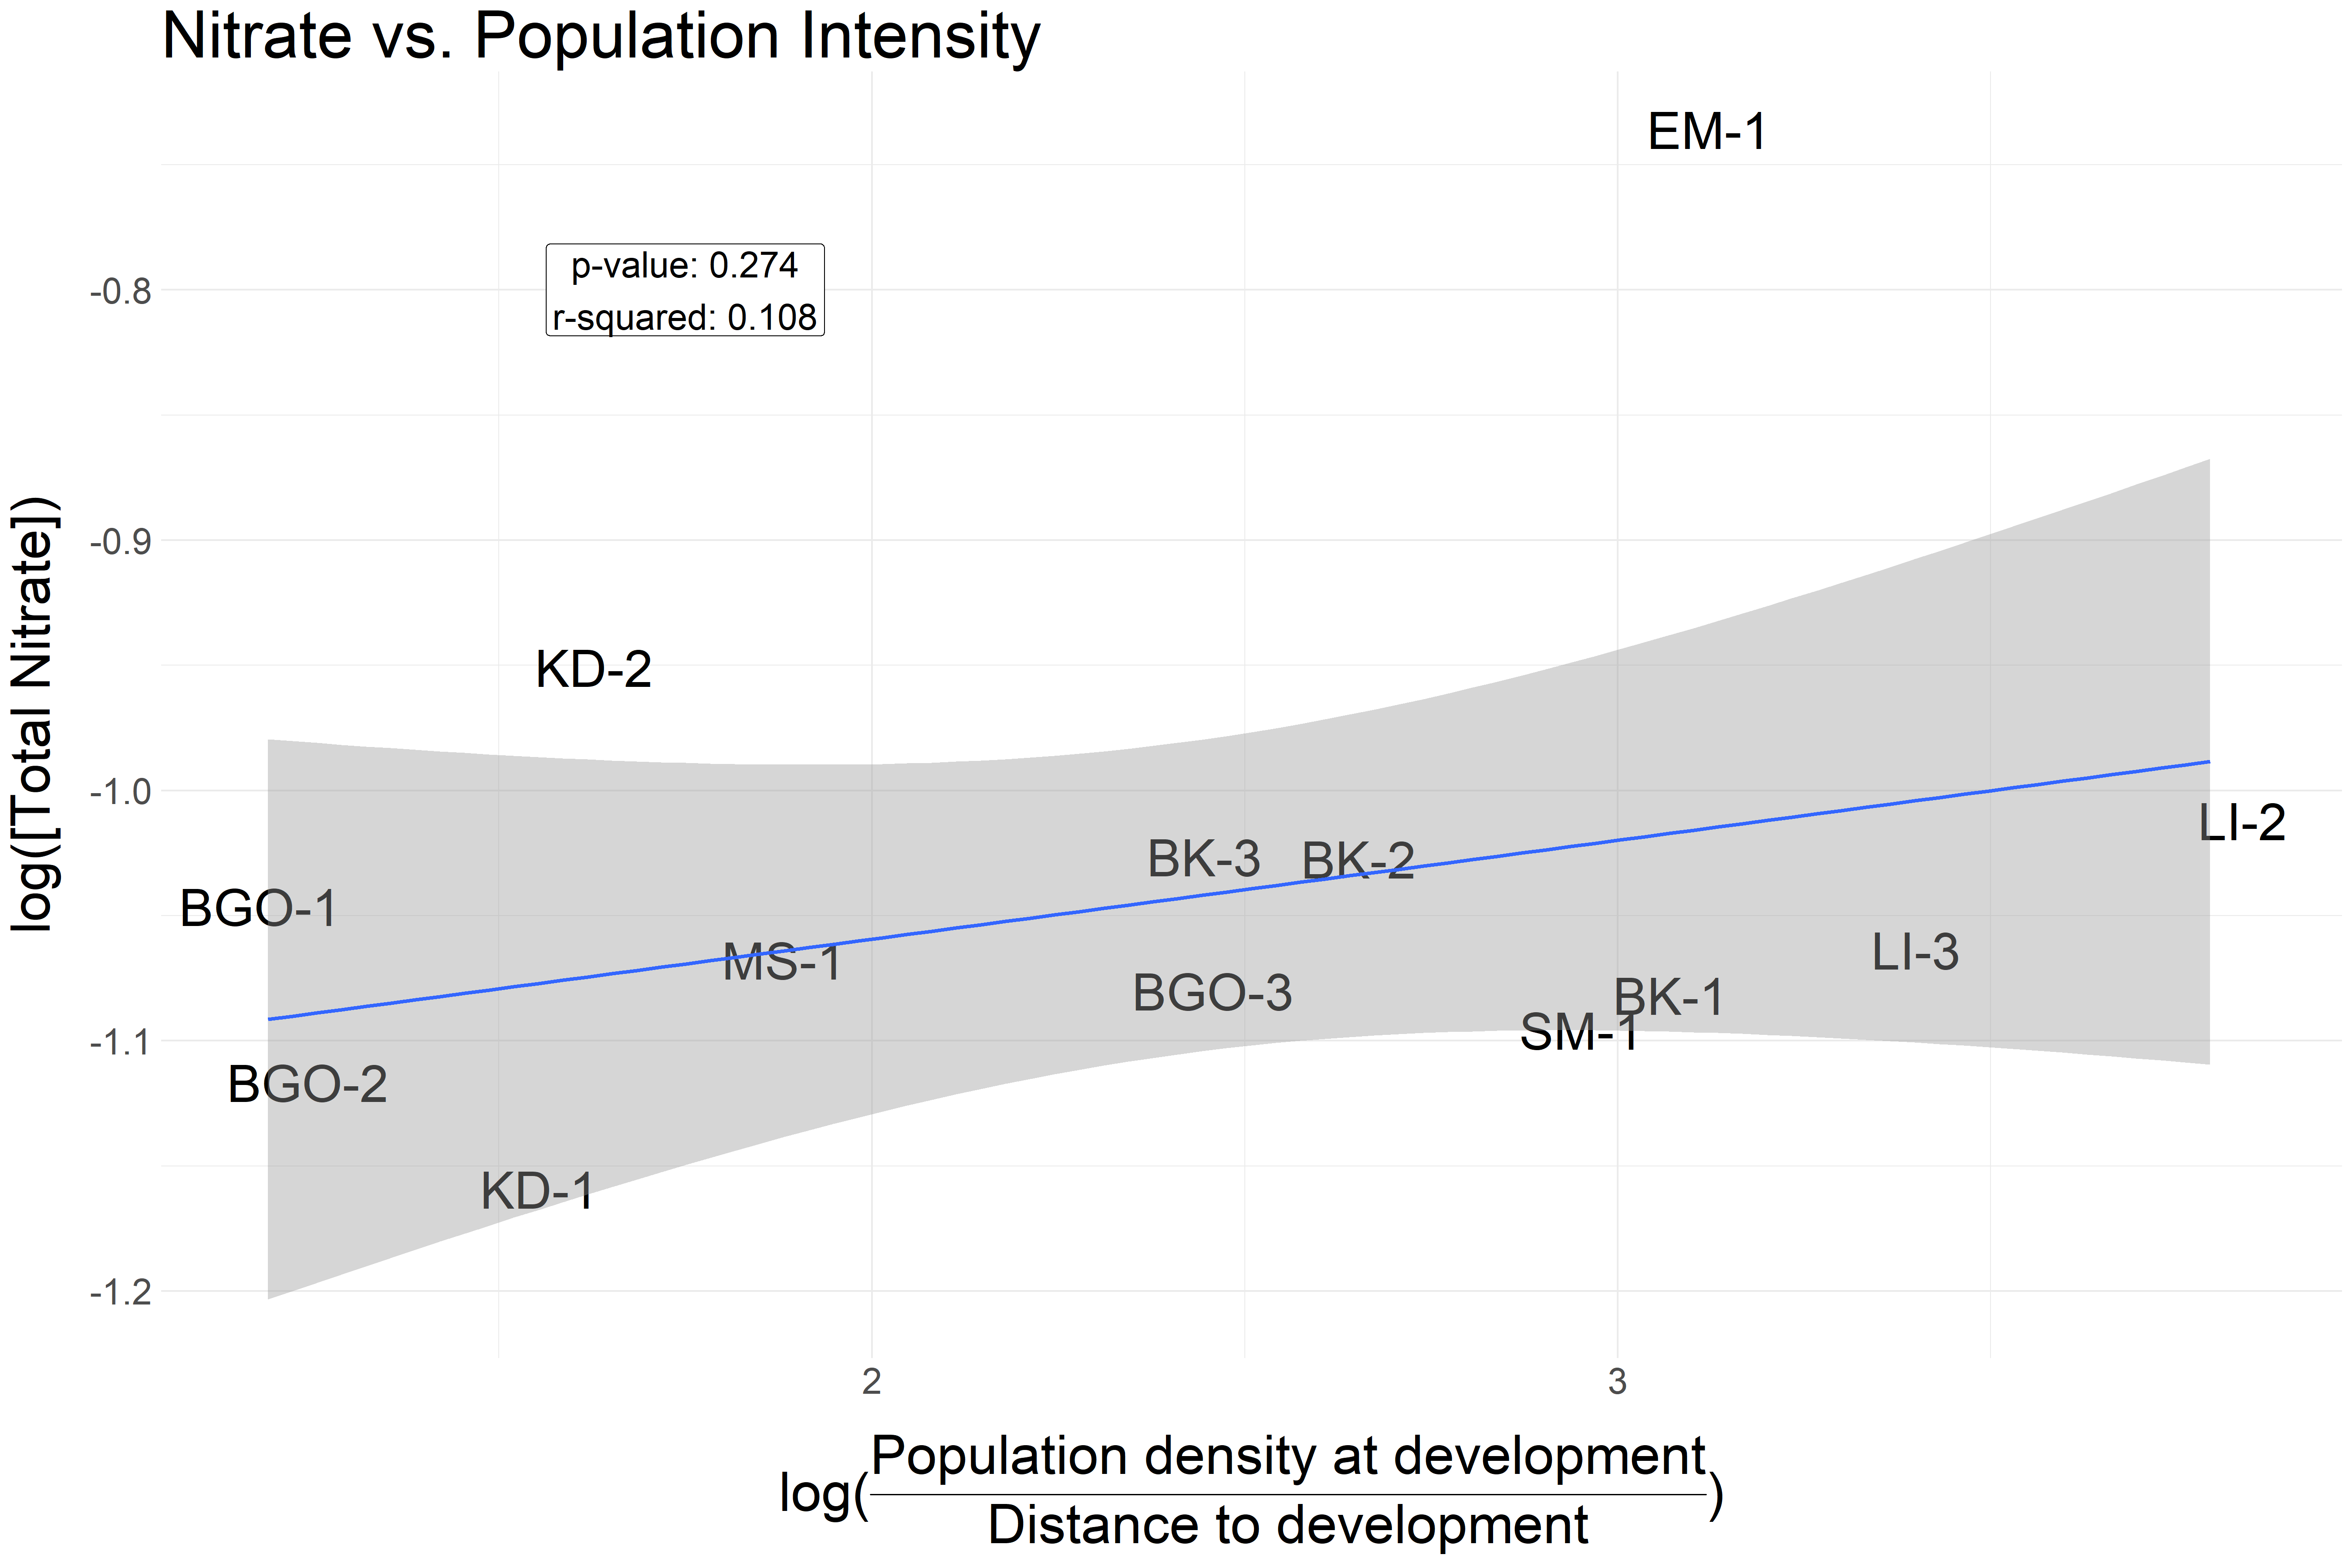 Nitrate vs. Population Intensity
EM-1
p-value: 0.274
r-squared: 0.108
-0.8
-0.9
-1.0
-1.1
-1.2
log([Total Nitrate])
KD-2
LI-2
BK-3
BK-2
BGO-1
MS-1
LI-3
BGO-3
BK-1
SM-1
BGO-2
KD-1
2
3
log(Population density at development
Distance to development)